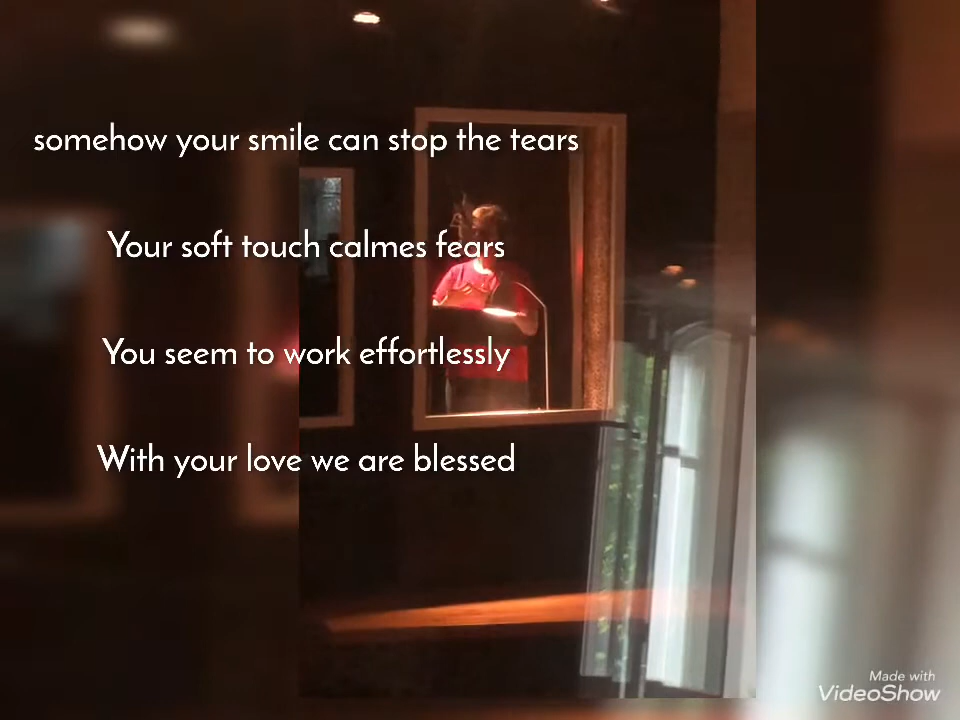 somehow your smile can stop the tears
Your soft touch calmes fears
You seem to work effortlessly
With your love we are blessed
Made with
VideoShow